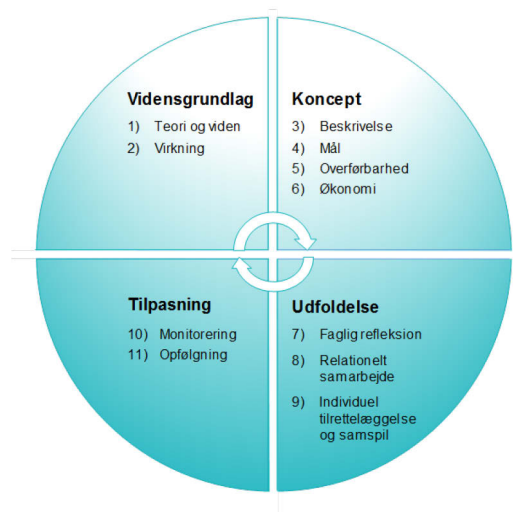 Vidensgrundlag
1) Teori og viden
2) Virkning
Koncept
3) Beskrivelse
4) Mål
5) Overførbarhed
6) Økonomi
Tilpasning
10) Monitorering
11) Opfølgning
Udfoldelse
7) Faglig refleksion
8) Relationelt
samarbejde
9) Individuel
tilrettelæggelse
og samspil